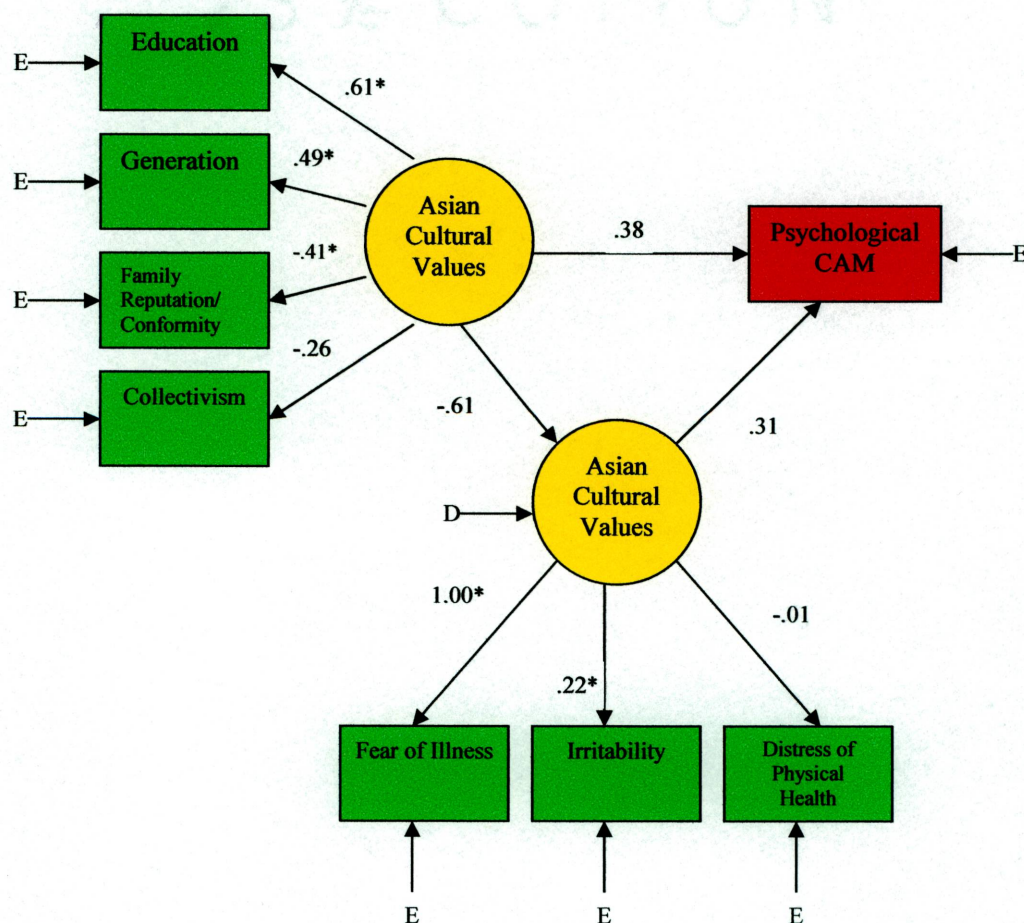 Education
E
.61*
Generation
E
.49*
Asian
Cultural
Values
.38
Psychological
CAM
E
-.41*
Family
Reputation/
Conformity
E
-.26
Collectivism
E
-.61
.31
Asian
Cultural
Values
D
1.00*
-.01
.22*
Fear of Illness
Irritability
Distress of
Physical
Health
E
E
E